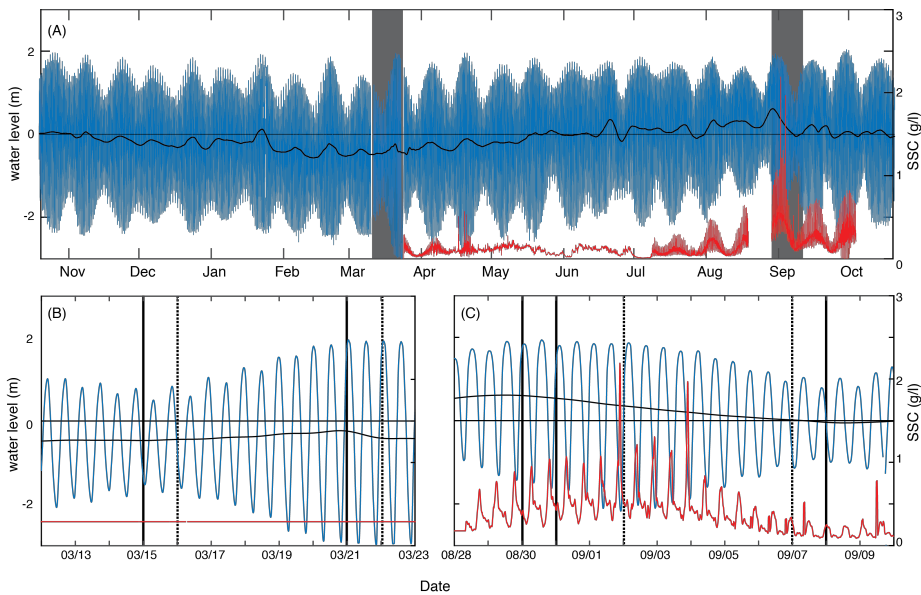 (A)
3
2
2
0
-2
1
0
water level (m)
SSC (g/l)
Nov Dec Jan Feb Mar Apr May Jun Jul Aug Sep Oct
(B)
(C)
3
2
0
-2
2
1
0
water level (m)
SSC (g/l)
03/13 03/15 03/17 03/19 03/21 03/23
08/28 08/30 09/01 09/03 09/05 09/07 09/09
Date